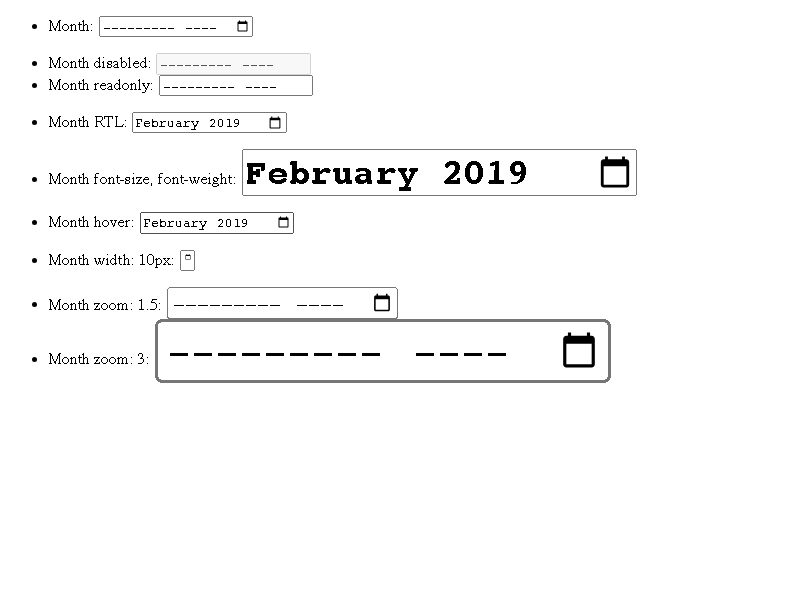 Month: --------- ----
Month disabled: --------- ----
Month readonly: --------- ----
Month RTL: February 2019
Month font-size, font-weight: February 2019
Month hover: February 2019
Month width: 10px:
Month zoom: 1.5: --------- ----
Month zoom: 3: --------- ----